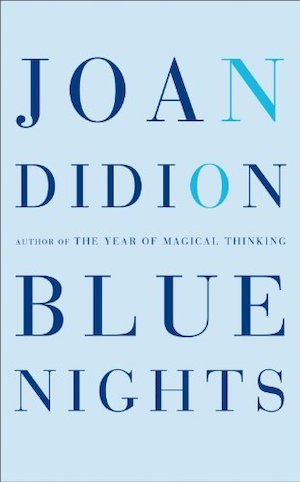 JOAN
DIDION
AUTHOR OF THE YEAR OF MAGICAL THINKING
BLUE
NIGHTS